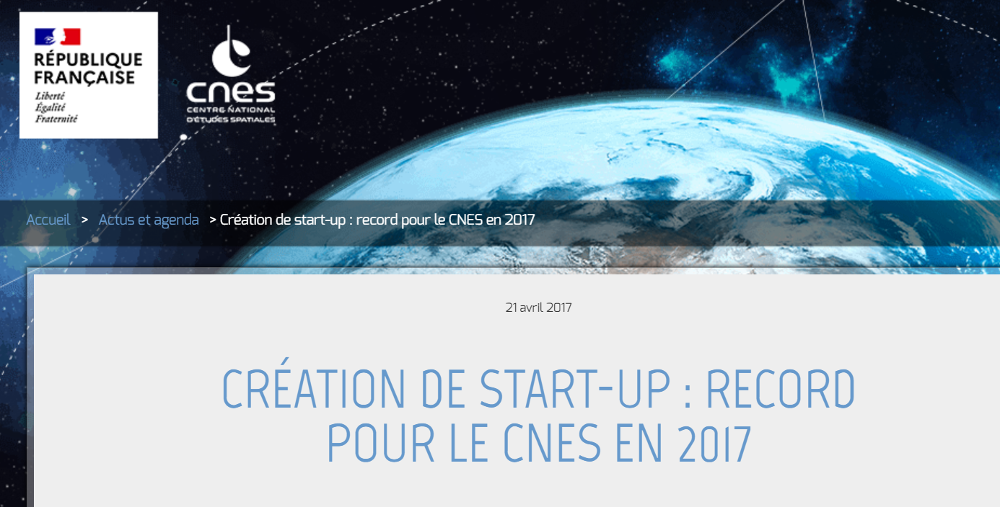 RÉPUBLIQUE
FRANÇAISE
Liberté
Égalité
Fraternité
cnes
CENTRE NATIONAL
D'ÉTUDES SPATIALES
Accueil > Actus et agenda > Création de start-up : record pour le CNES en 2017
21 avril 2017
CRÉATION DE START-UP : RECORD
POUR LE CNES EN 2017